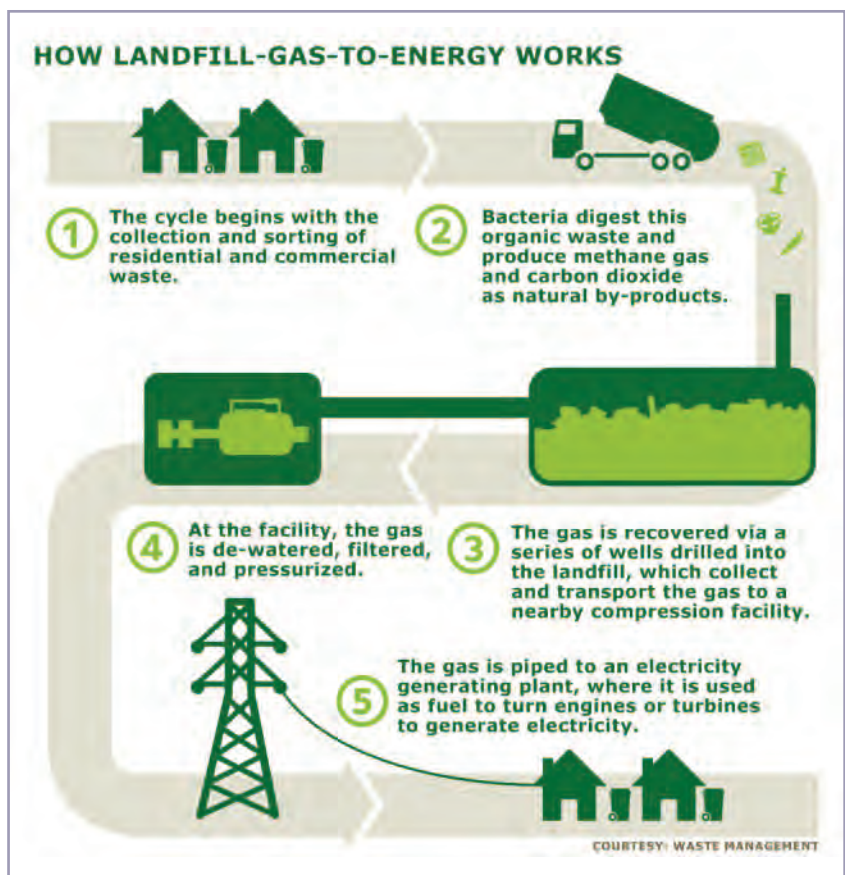 HOW LANDFILL-GAS-TO-ENERGY WORKS
1
The cycle begins with the
collection and sorting of
residential and commercial
waste.
2
Bacteria digest this
organic waste and
produce methane gas
and carbon dioxide
as natural by-products.
3
The gas is recovered via a
series of wells drilled into
the landfill, which collect
and transport the gas to a
nearby compression facility.
4
At the facility, the gas
is de-watered, filtered,
and pressurized.
5
The gas is piped to an electricity
generating plant, where it is used
as fuel to turn engines or turbines
to generate electricity.
COURTESY: WASTE MANAGEMENT